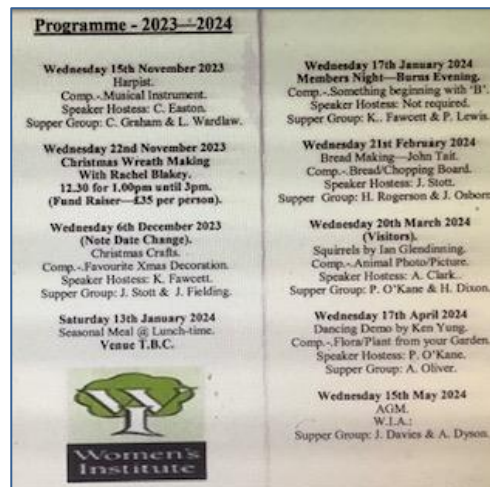 Programme - 2023—2024
Wednesday 15th November 2023
Harpist.
Comp.-.Musical Instrument.
Speaker Hostess: C. Easton.
Supper Group: C. Graham & L. Wardlaw.
Wednesday 22nd November 2023
Christmas Wreath Making
With Rachel Blakey.
12.30 for 1.00pm until 3pm.
(Fund Raiser—£35 per person).
Wednesday 6th December 2023
(Note Date Change).
Christmas Crafts.
Comp.-.Favourite Xmas Decoration.
Speaker Hostess: K. Fawcett.
Supper Group: J. Stott & J. Fielding.
Saturday 13th January 2024
Seasonal Meal @ Lunch-time.
Venue T.B.C.
WI
Women's
Institute
Wednesday 17th January 2024
Members Night—Burns Evening.
Comp.-.Something beginning with 'B'.
Speaker Hostess: Not required.
Supper Group: K.. Fawcett & P. Lewis.
Wednesday 21st February 2024
Bread Making—John Tait.
Comp.-.Bread/Chopping Board.
Speaker Hostess: J. Stott.
Supper Group: H. Rogerson & J. Osborn
Wednesday 20th March 2024
(Visitors).
Squirrels by Ian Glendinning.
Comp.-.Animal Photo/Picture.
Speaker Hostess: A. Clark..
Supper Group: P. O'Kane & H. Dixon.
Wednesday 17th April 2024
Dancing Demo by Ken Yung.
Comp.-.Flora/Plant from your Garden.
Speaker Hostess: P. O'Kane.
Supper Group: A. Oliver.
Wednesday 15th May 2024
AGM.
W.I.A.:
Supper Group: J. Davies & A. Dyson.